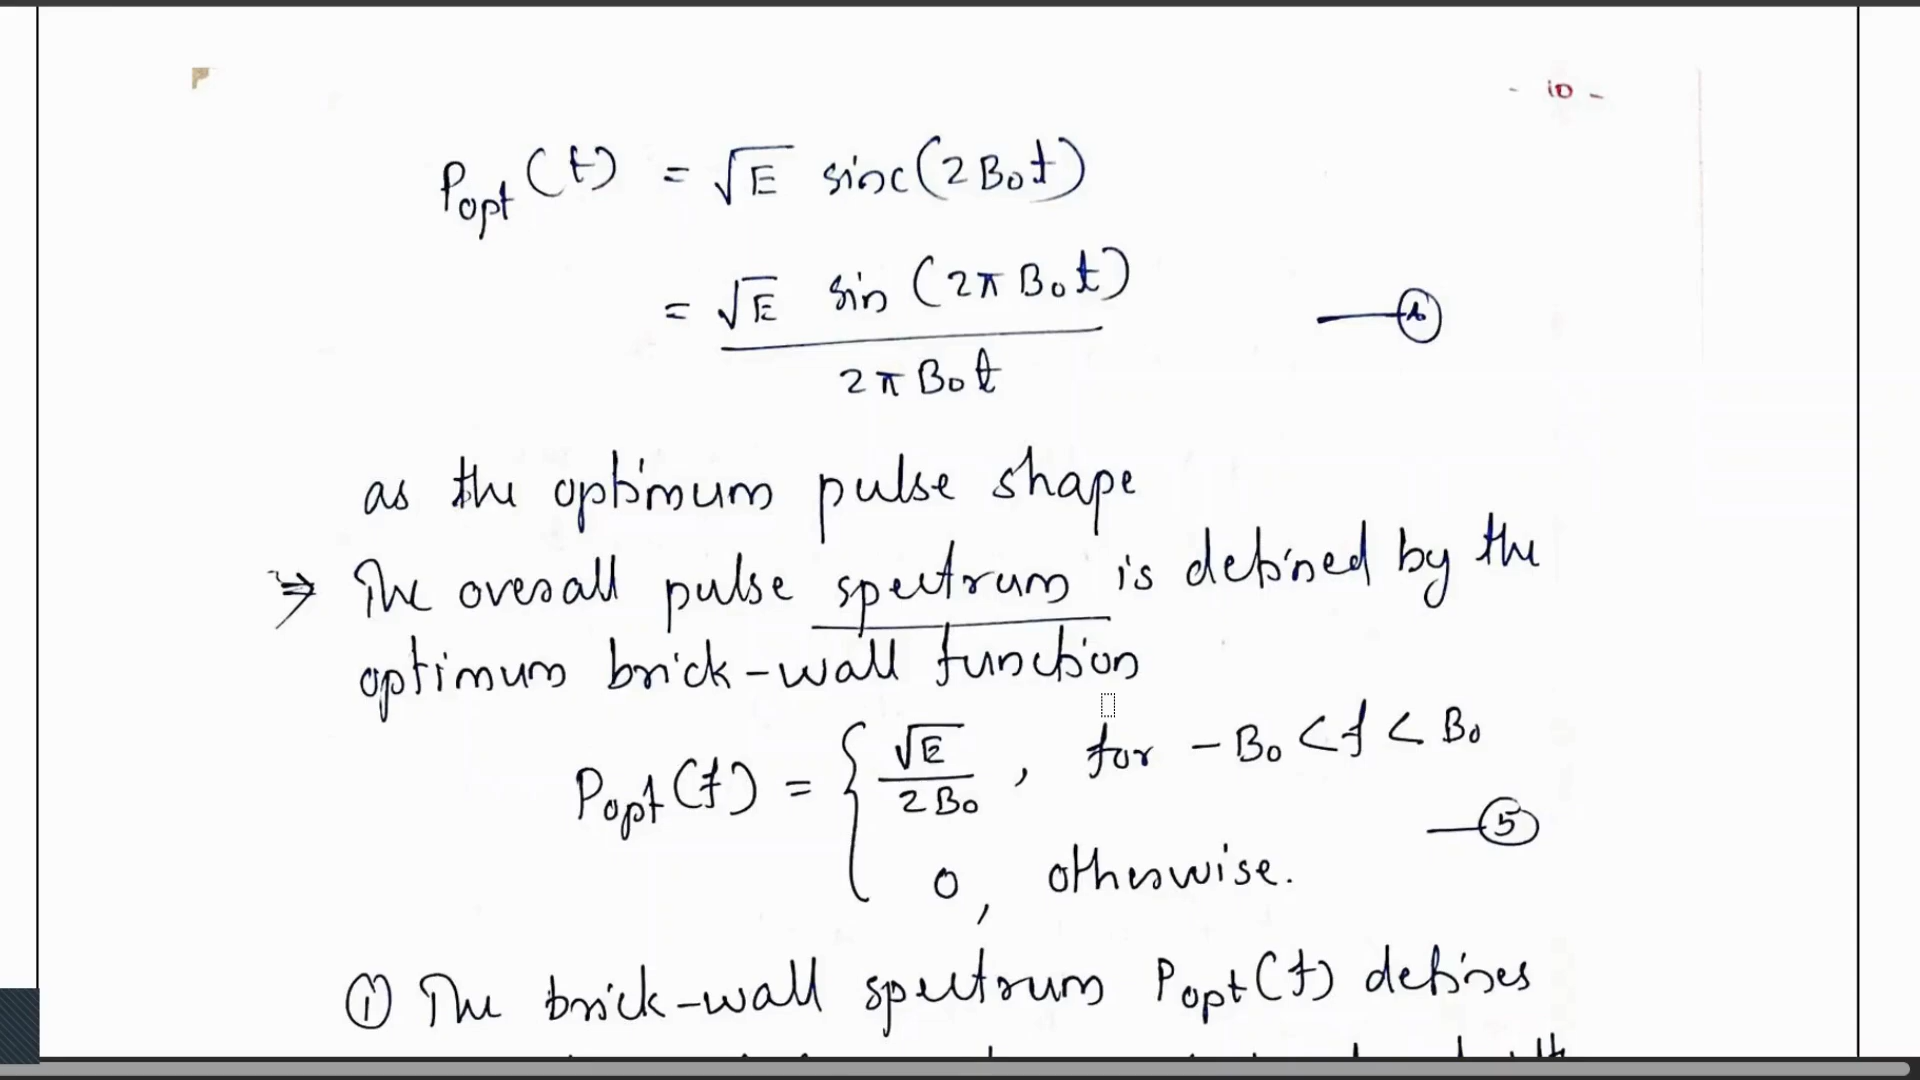 - 10 -
Popt(t) = √E sinc(2B₀t)
= √E sin(2πB₀t)
2πB₀t
as the optimum pulse shape
⇒ The overall pulse spectrum is defined by the
optimum brick-wall function
Popt(f) = { √E / 2B₀ , for -B₀ < f < B₀
5
0, otherwise.
① The brick-wall spectrum Popt(f) defines